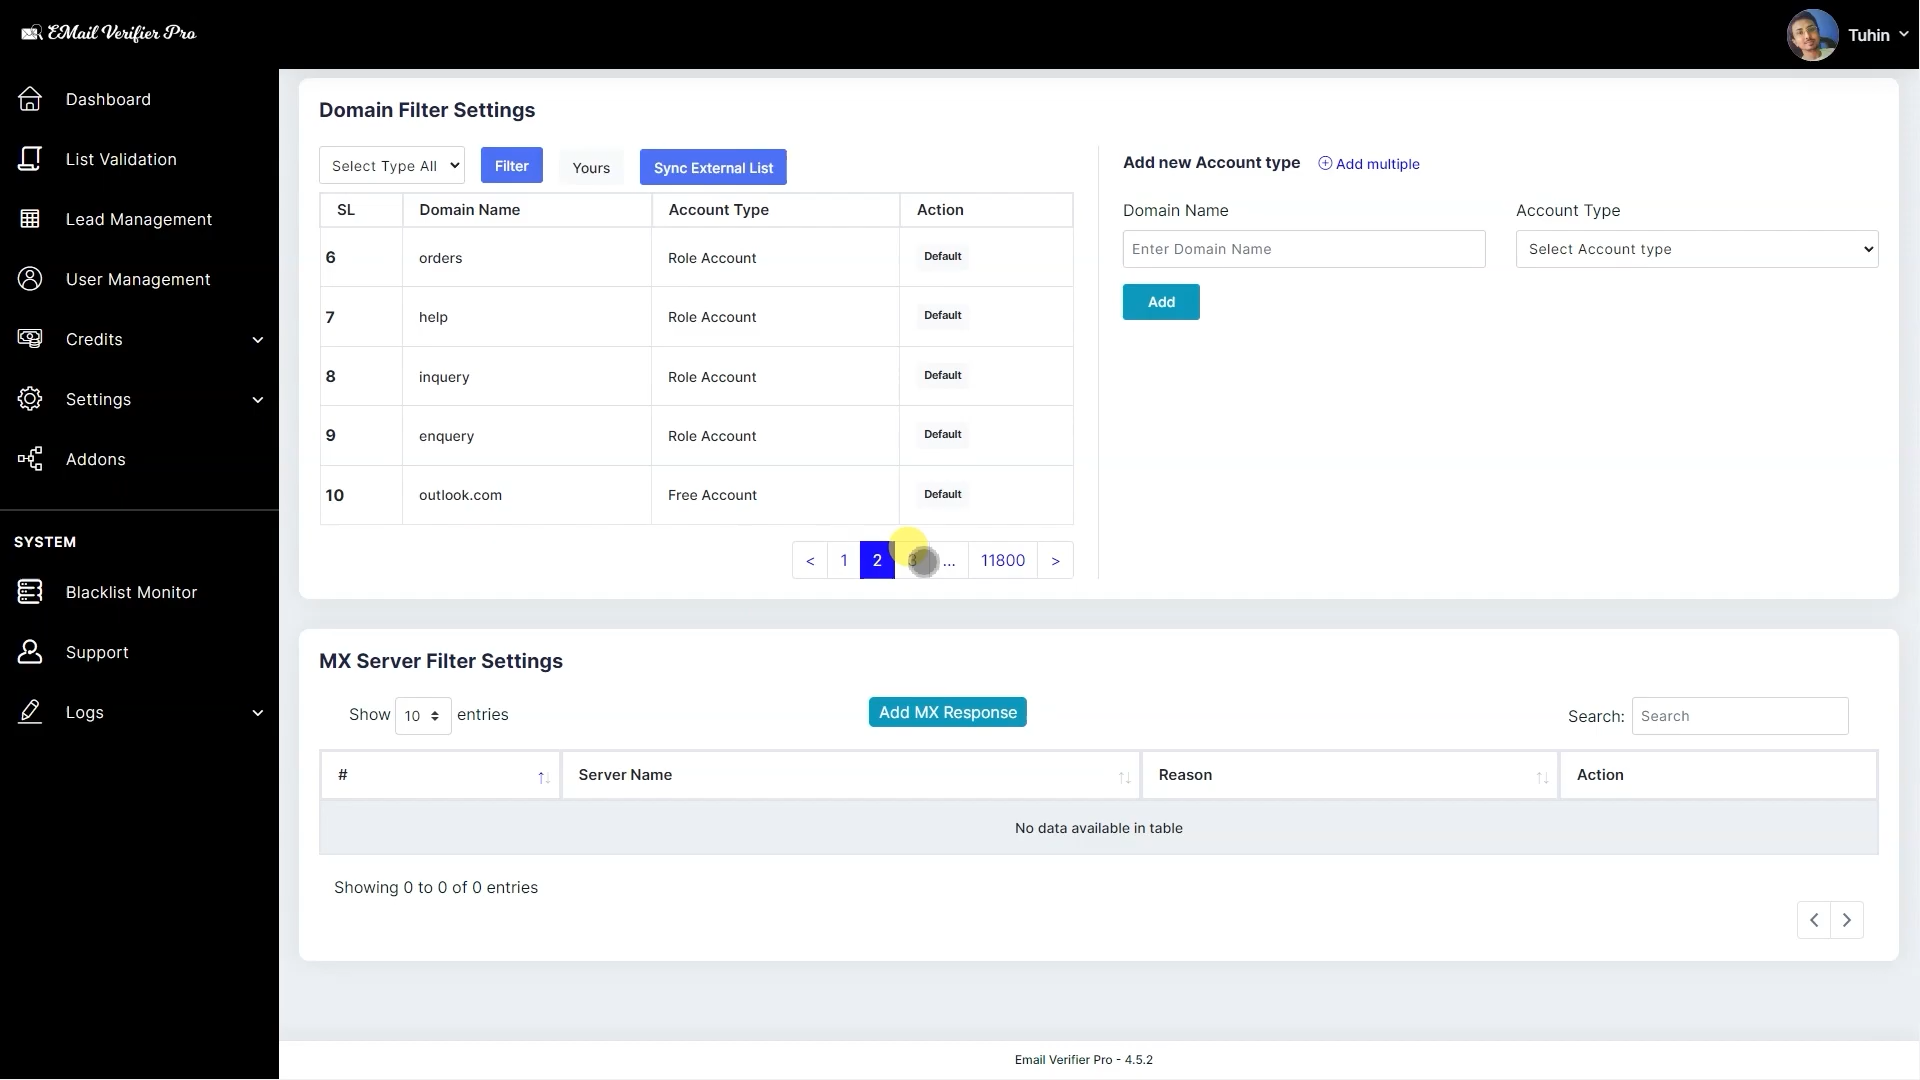 EMail Verifier Pro
Tuhin
Dashboard
List Validation
Lead Management
User Management
Credits
Settings
Addons
SYSTEM
Blacklist Monitor
Support
Logs
Domain Filter Settings
Select Type All
Filter
Yours
Sync External List
SL Domain Name Account Type Action
6 orders Role Account Default
7 help Role Account Default
8 inquery Role Account Default
9 enquery Role Account Default
10 outlook.com Free Account Default
< 1 2 3 ... 11800 >
Add new Account type Add multiple
Domain Name Account Type
Enter Domain Name Select Account type
Add
MX Server Filter Settings
Show 10 entries
Add MX Response
Search: Search
# Server Name Reason Action
No data available in table
Showing 0 to 0 of 0 entries
Email Verifier Pro - 4.5.2